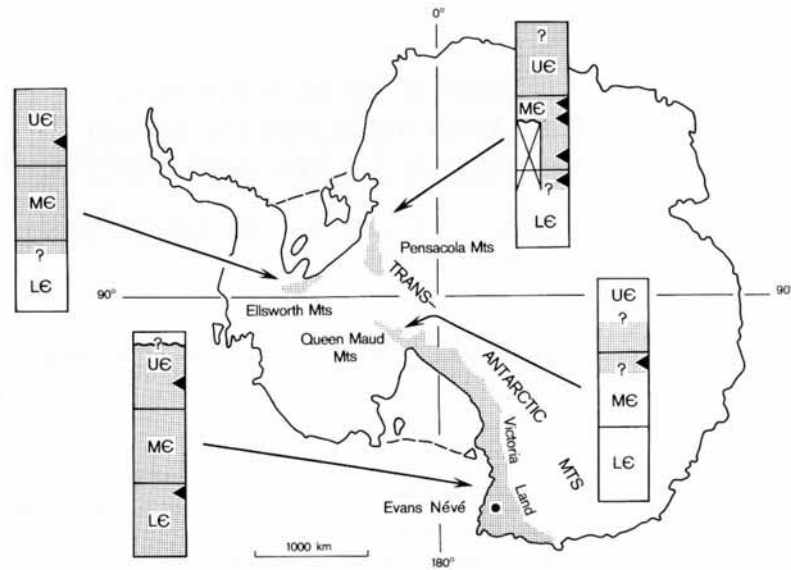 0°
?
UЄ
MЄ
?
LЄ
UЄ
MЄ
?
LЄ
Pensacola Mts
TRANS
90°
90°
Ellsworth Mts
Queen Maud
Mts
ANTARCTIC
MTS
Victoria
Land
UЄ
?
?
MЄ
LЄ
?
UЄ
MЄ
LЄ
Evans Névé
1000 km
180°